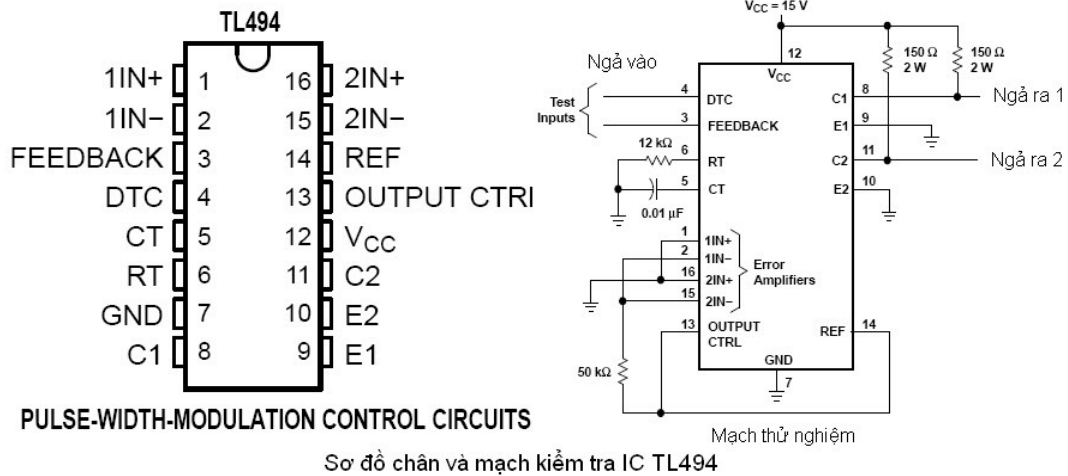 TL494
1IN+ 1 16 2IN+
1IN− 2 15 2IN−
FEEDBACK 3 14 REF
DTC 4 13 OUTPUT CTRI
CT 5 12 VCC
RT 6 11 C2
GND 7 10 E2
C1 8 9 E1
PULSE-WIDTH-MODULATION CONTROL CIRCUITS
VCC = 15 V
12
VCC
150 Ω
2 W
150 Ω
2 W
Ngả vào
Test
Inputs
4 DTC
3 FEEDBACK
12 kΩ
6 RT
5 CT
0.01 µF
1 1IN+
2 1IN−
16 2IN+
15 2IN−
Error
Amplifiers
13 OUTPUT
CTRL
50 kΩ
C1 8 Ngả ra 1
E1 9
C2 11 Ngả ra 2
E2 10
REF 14
GND
7
Mạch thử nghiệm
Sơ đồ chân và mạch kiểm tra IC TL494